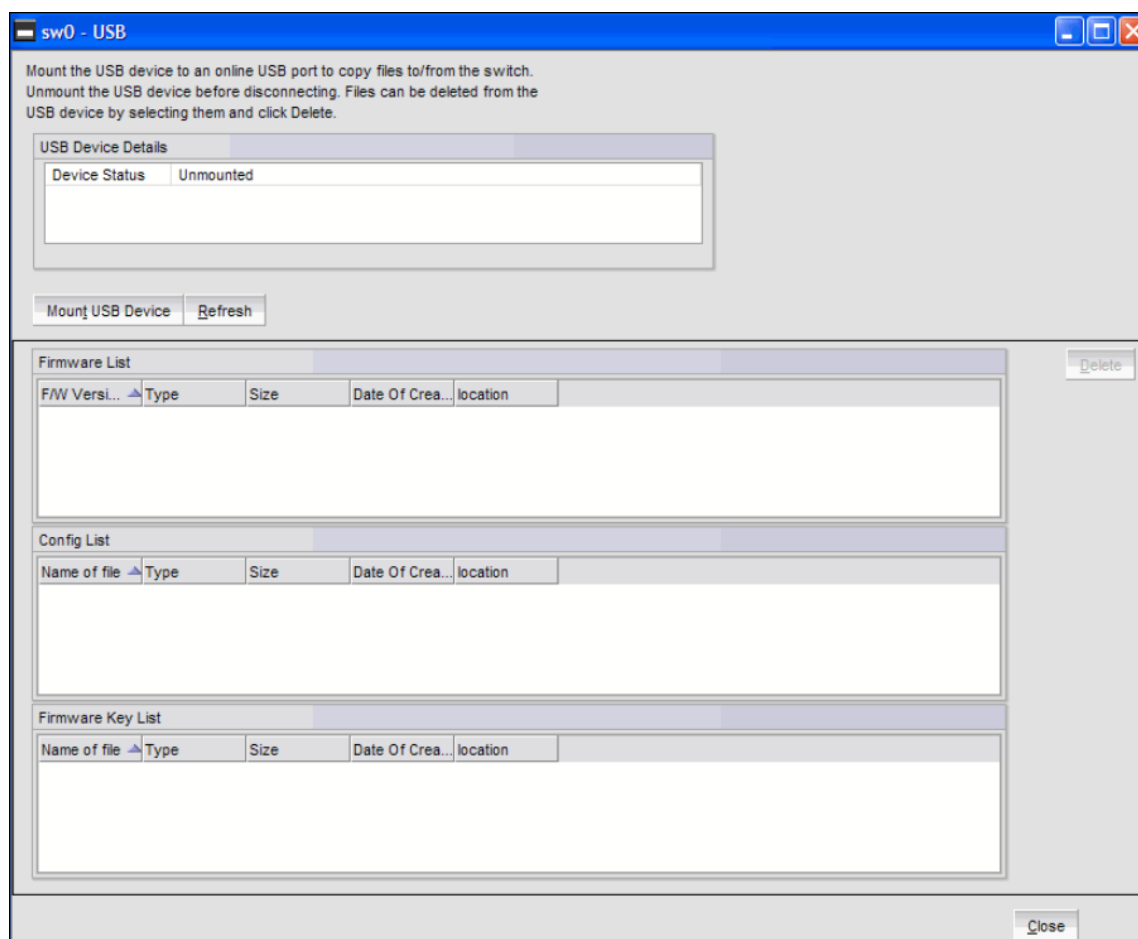 sw0 - USB
Mount the USB device to an online USB port to copy files to/from the switch.
Unmount the USB device before disconnecting. Files can be deleted from the
USB device by selecting them and click Delete.
USB Device Details
Device Status Unmounted
Mount USB Device Refresh
Firmware List
Delete
F/W Versi... Type Size Date Of Crea... location
Config List
Name of file Type Size Date Of Crea... location
Firmware Key List
Name of file Type Size Date Of Crea... location
Close